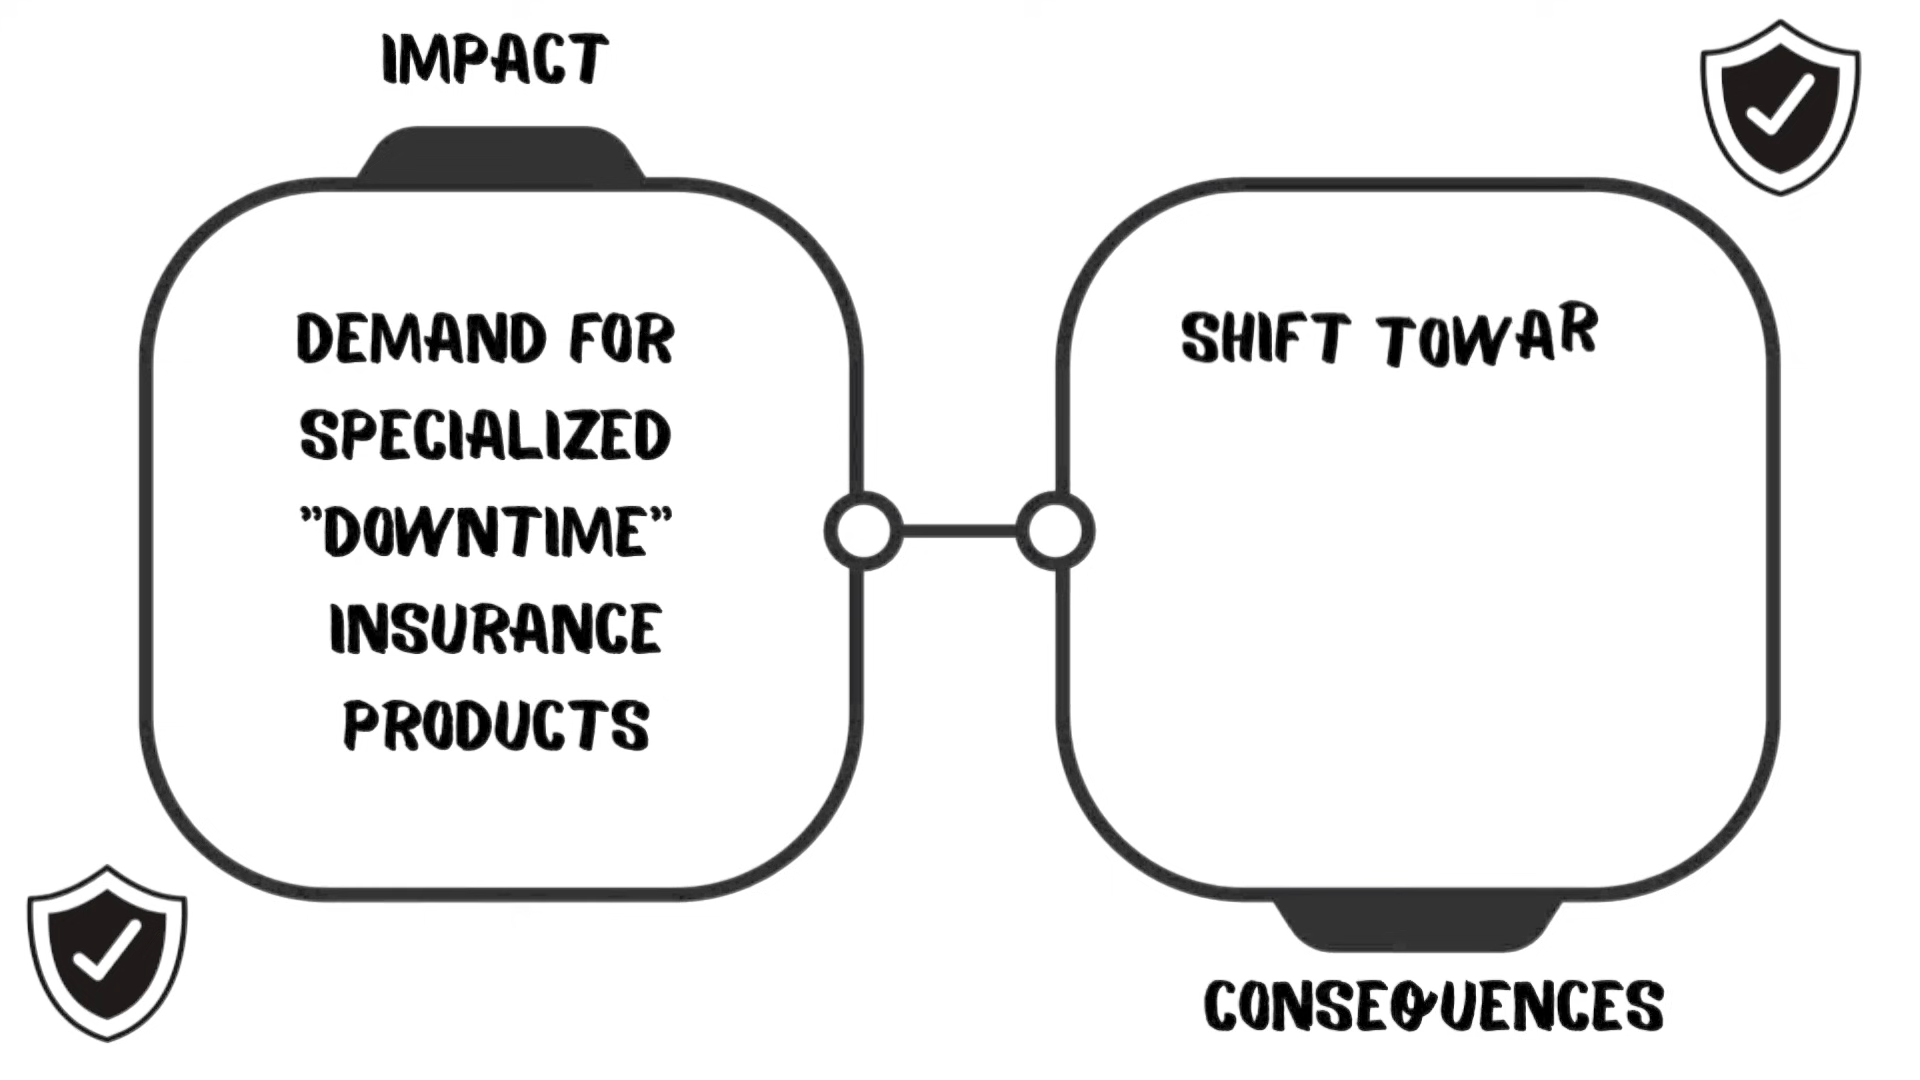 IMPACT
DEMAND FOR
SPECIALIZED
”DOWNTIME”
INSURANCE
PRODUCTS
SHIFT TOWAR
CONSEQUENCES